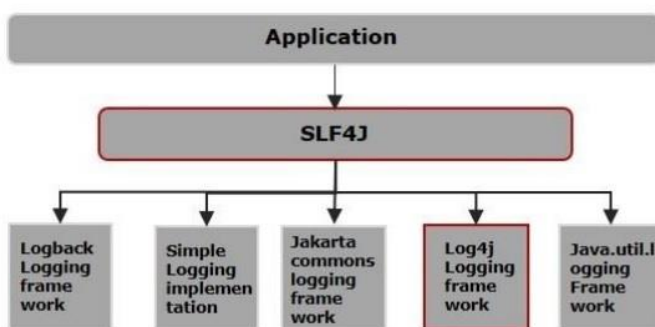 Application
SLF4J
Logback
Logging
frame
work
Simple
Logging
implemen
tation
Jakarta
commons
logging
frame
work
Log4j
Logging
frame
work
Java.util.l
ogging
Frame
work